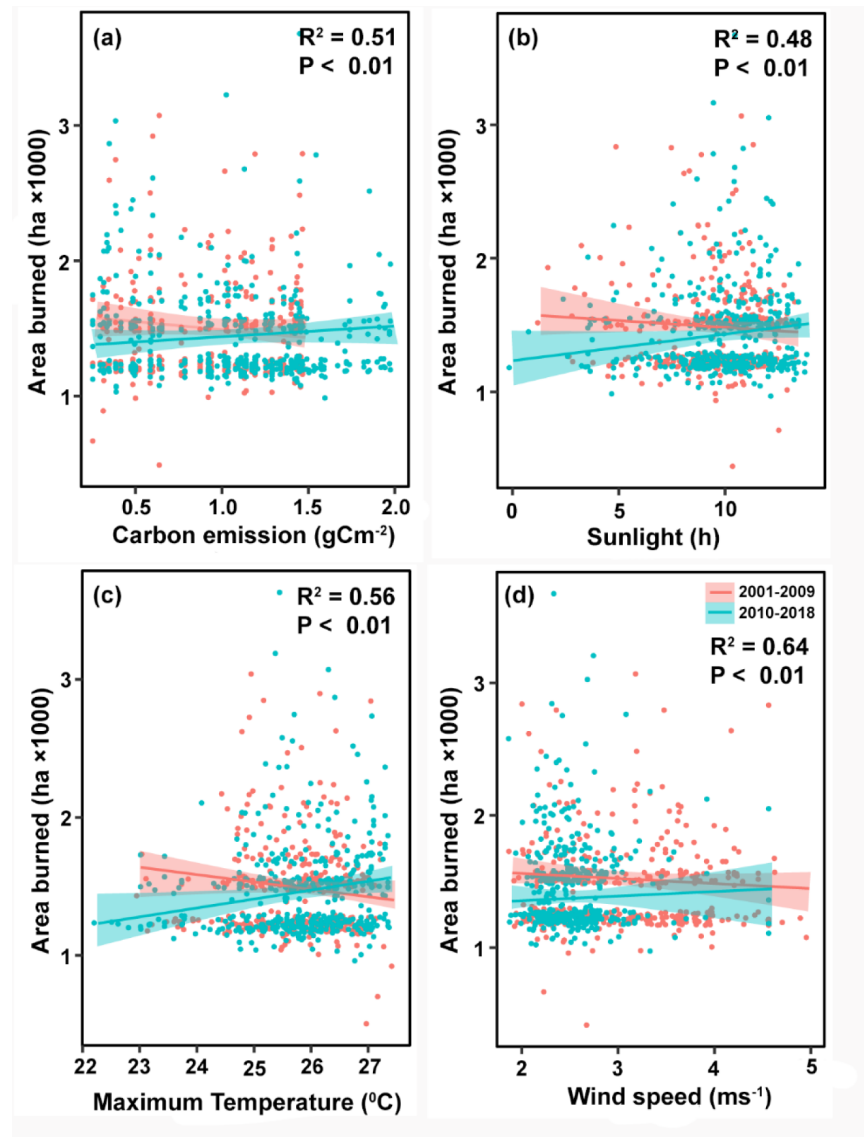 (a)
R² = 0.51
P < 0.01
Area burned (ha ×1000)
3
2
1
0.5 1.0 1.5 2.0
Carbon emission (gCm⁻²)
(b)
R² = 0.48
P < 0.01
Area burned (ha ×1000)
3
2
1
0 5 10
Sunlight (h)
(c)
R² = 0.56
P < 0.01
Area burned (ha ×1000)
3
2
1
22 23 24 25 26 27
Maximum Temperature (⁰C)
(d)
2001-2009
2010-2018
R² = 0.64
P < 0.01
Area burned (ha ×1000)
3
2
1
2 3 4 5
Wind speed (ms⁻¹)